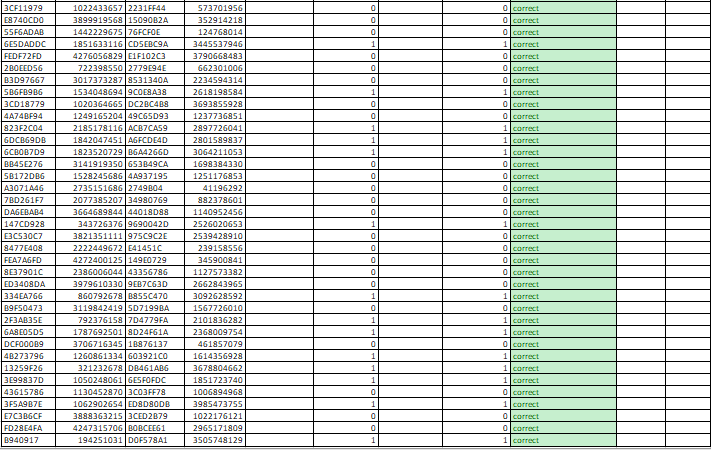 3CF11979 1022433657 2231FF44 573701956 0 0 correct
E8740CD0 3899919568 15090B2A 352914218 0 0 correct
55F6ADAB 1442229675 76FCF0E 124768014 0 0 correct
6E5DADDC 1851633116 CD5EBC9A 3445537946 1 1 correct
FEDF72FD 4276056829 E1F102C3 3790668483 0 0 correct
2B0EED56 722398550 2779E94E 662301006 0 0 correct
B3D97667 3017373287 8531340A 2234594314 0 0 correct
5B6FB9B6 1534048694 9C0E8A38 2618198584 1 1 correct
3CD18779 1020364665 DC2BC4B8 3693855928 0 0 correct
4A74BF94 1249165204 49C65D93 1237736851 0 0 correct
823F2C04 2185178116 ACB7CA59 2897726041 1 1 correct
6DCB69DB 1842047451 A6FCDE4D 2801589837 1 1 correct
6CB0B7D9 1823520729 B6A4266D 3064211053 1 1 correct
BB45E276 3141919350 653B49CA 1698384330 0 0 correct
5B172DB6 1528245686 4A937195 1251176853 0 0 correct
A3071A46 2735151686 2749B04 41196292 0 0 correct
7BD261F7 2077385207 34980769 882378601 0 0 correct
DA6EBAB4 3664689844 44018D88 1140952456 0 0 correct
147CD928 343726376 9690042D 2526020653 1 1 correct
E3C530C7 3821351111 975C9C2E 2539428910 0 0 correct
8477E408 2222449672 E41451C 239158556 0 0 correct
FEA7A6FD 4272400125 149E0729 345900841 0 0 correct
8E37901C 2386006044 43356786 1127573382 0 0 correct
ED3408DA 3979610330 9EB7C63D 2662843965 0 0 correct
334EA766 860792678 B855C470 3092628592 1 1 correct
B9F50473 3119842419 5D7199BA 1567726010 0 0 correct
2F3AB35E 792376158 7D4779FA 2101836282 1 1 correct
6A8E05D5 1787692501 8D24F61A 2368009754 1 1 correct
DCF000B9 3706716345 1B876137 461857079 0 0 correct
4B273796 1260861334 603921C0 1614356928 1 1 correct
13259F26 321232678 DB461AB6 3678804662 1 1 correct
3E99837D 1050248061 6E5F0FDC 1851723740 1 1 correct
43615786 1130452870 3C03FF78 1006894968 0 0 correct
3F5A9B7E 1062902654 ED8D80DB 3985473755 1 1 correct
E7C3B6CF 3888363215 3CED2B79 1022176121 0 0 correct
FD28E4FA 4247315706 B0BCEE61 2965171809 0 0 correct
B940917 194251031 D0F578A1 3505748129 1 1 correct